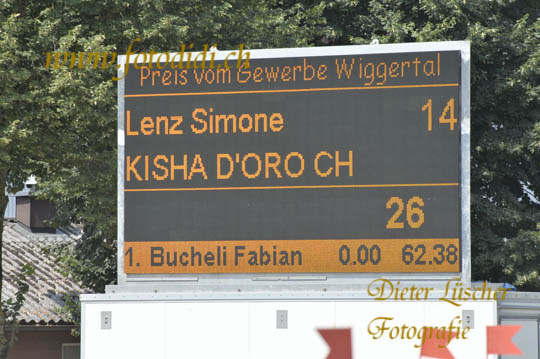 www.fotodidi.ch
Preis vom Gewerbe Wiggertal
Lenz Simone 14
KISHA D'ORO CH
26
1. Bucheli Fabian 0.00 62.38
Dieter Lüscher
Fotografie